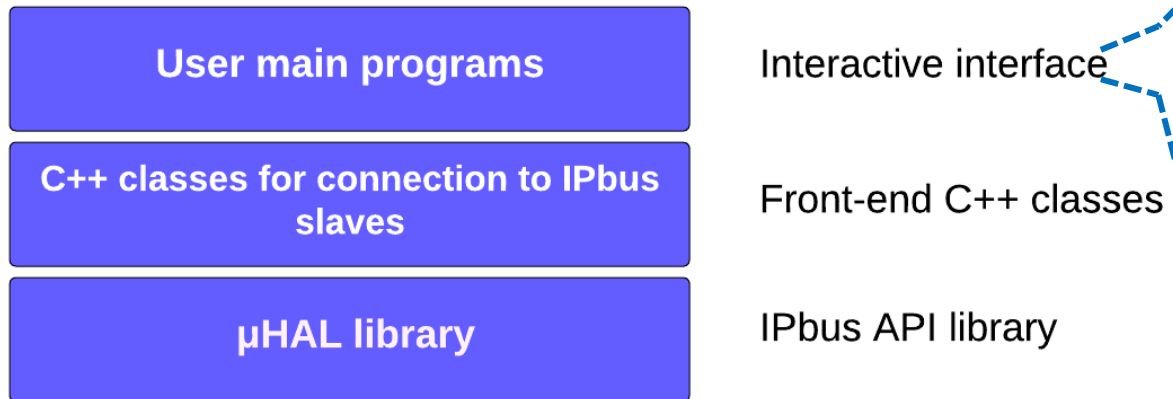 User main programs
Interactive interface
C++ classes for connection to IPbus
slaves
Front-end C++ classes
µHAL library
IPbus API library